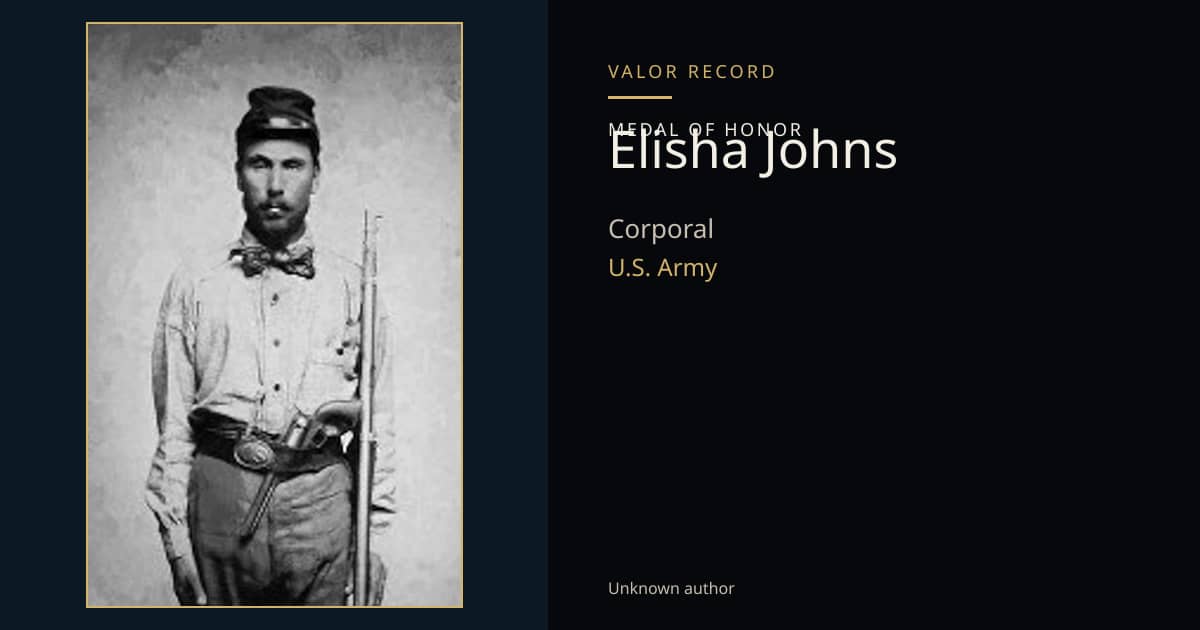 VALOR RECORD
MEDAL OF HONOR
Elisha Johns
Corporal
U.S. Army
Unknown author